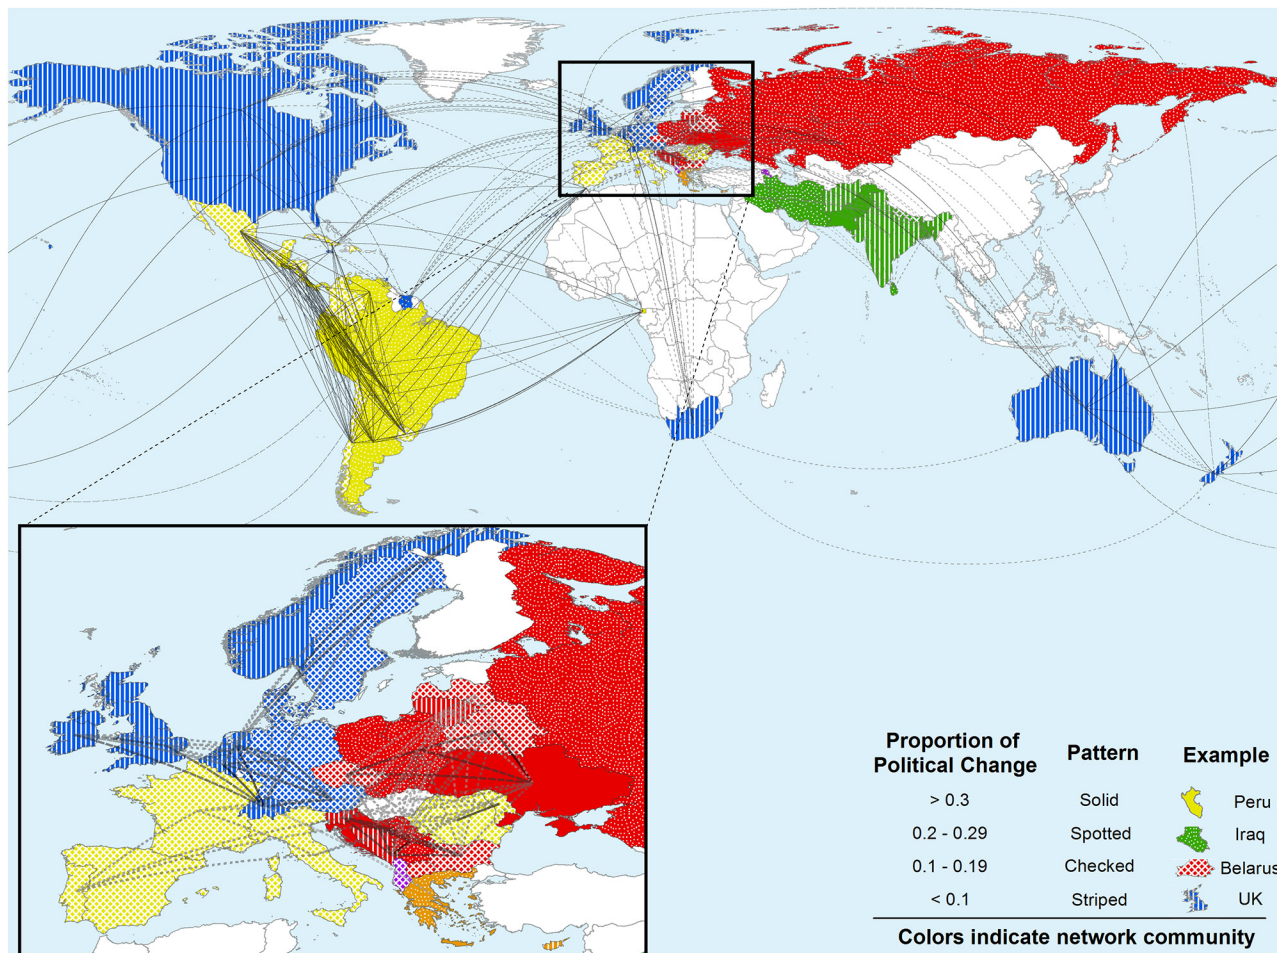 Proportion of Political Change Pattern Example
> 0.3 Solid Peru
0.2 - 0.29 Spotted Iraq
0.1 - 0.19 Checked Belarus
< 0.1 Striped UK
Colors indicate network community